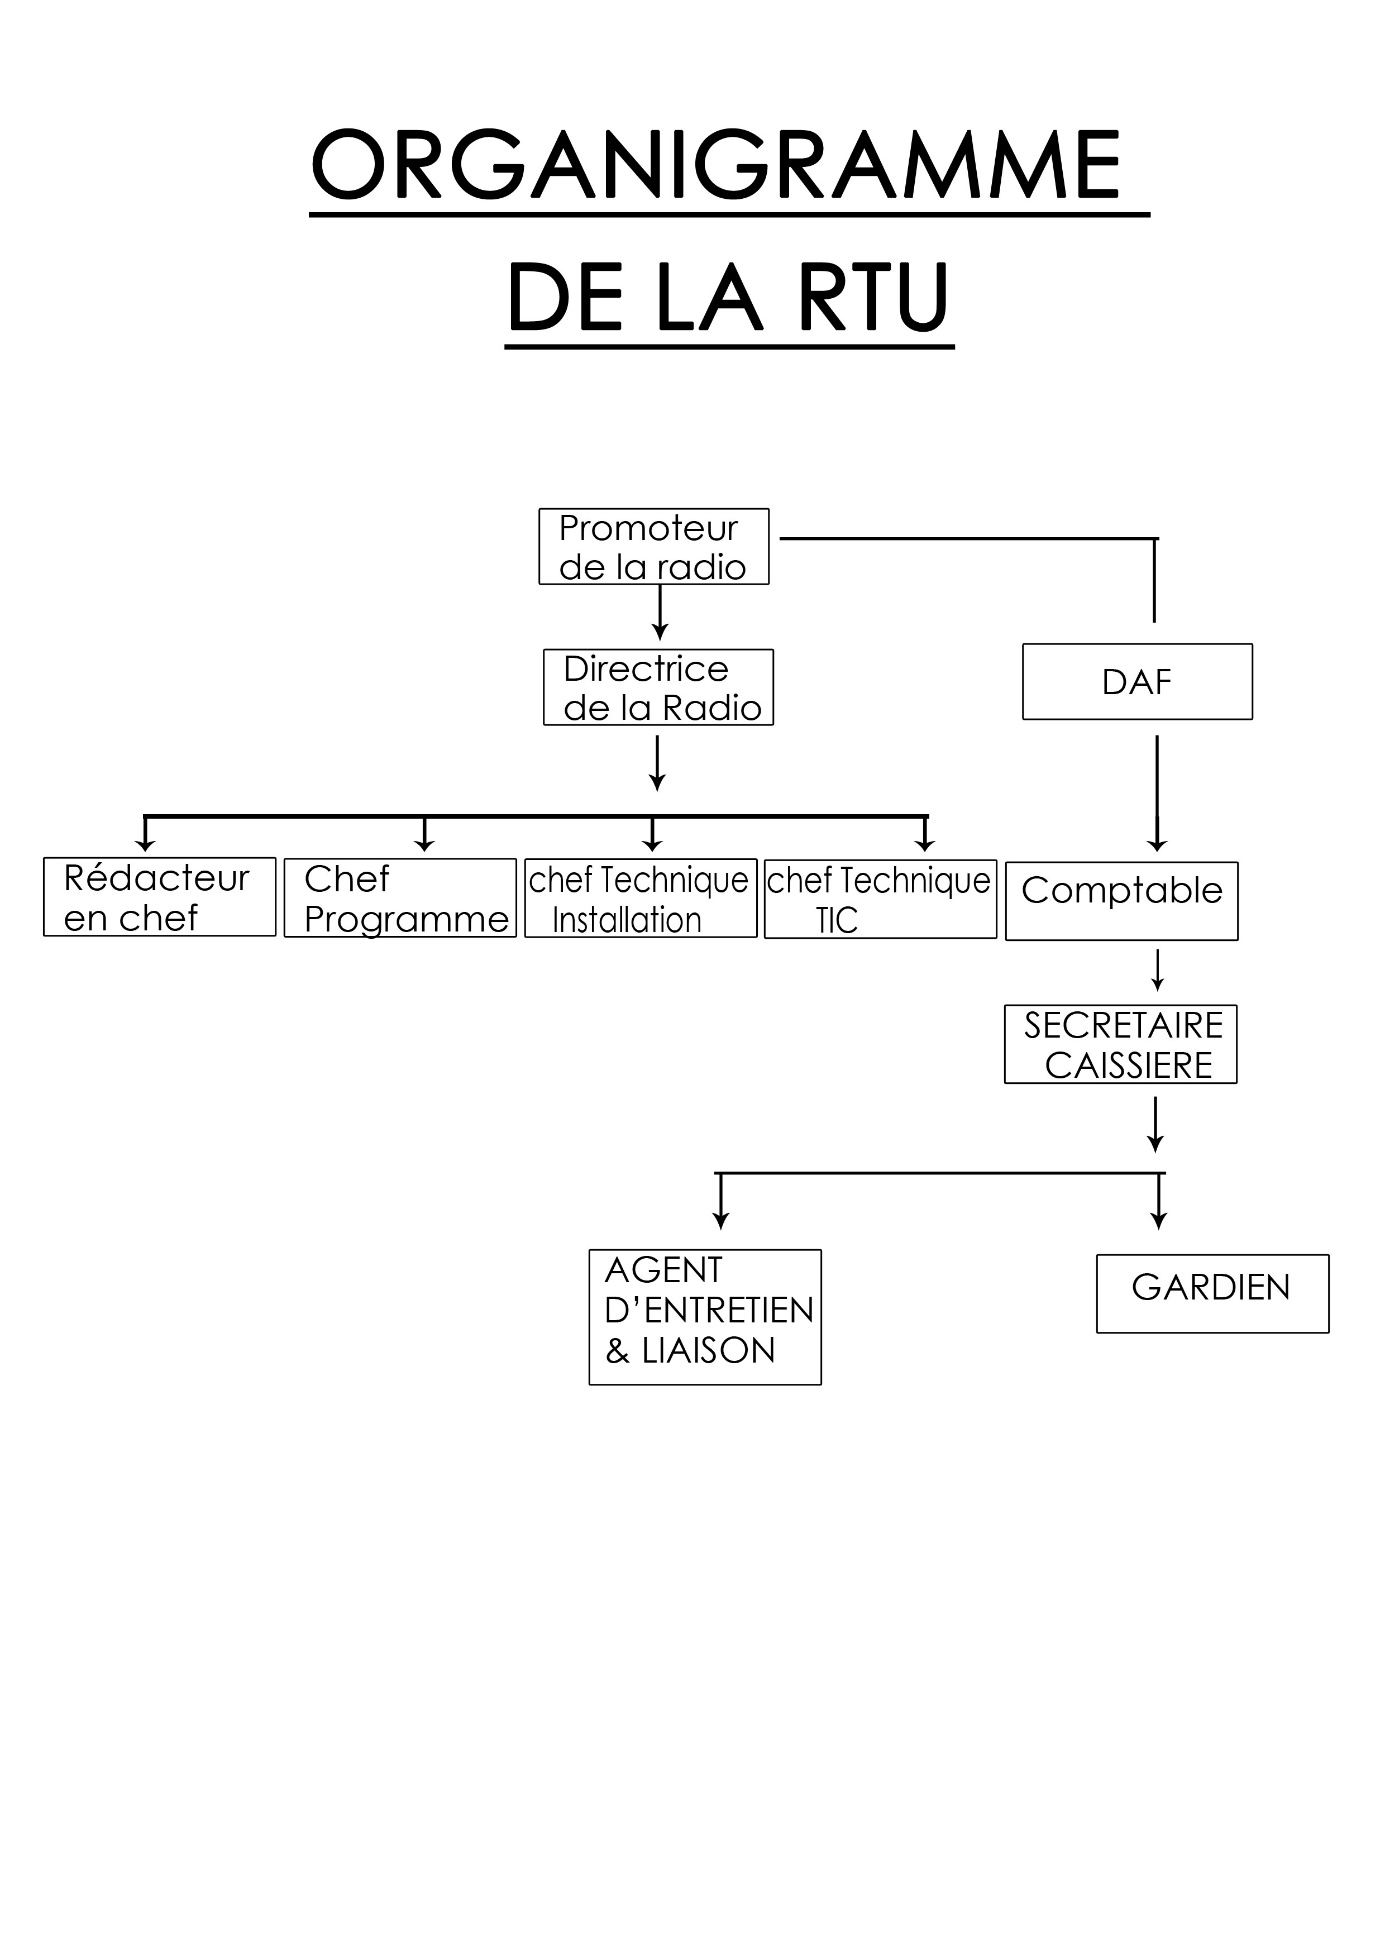 ORGANIGRAMME
DE LA RTU
Promoteur
de la radio
Directrice
de la Radio
DAF
Rédacteur
en chef
Chef
Programme
chef Technique
Installation
chef Technique
TIC
Comptable
SECRETAIRE
CAISSIERE
AGENT
D’ENTRETIEN
& LIAISON
GARDIEN